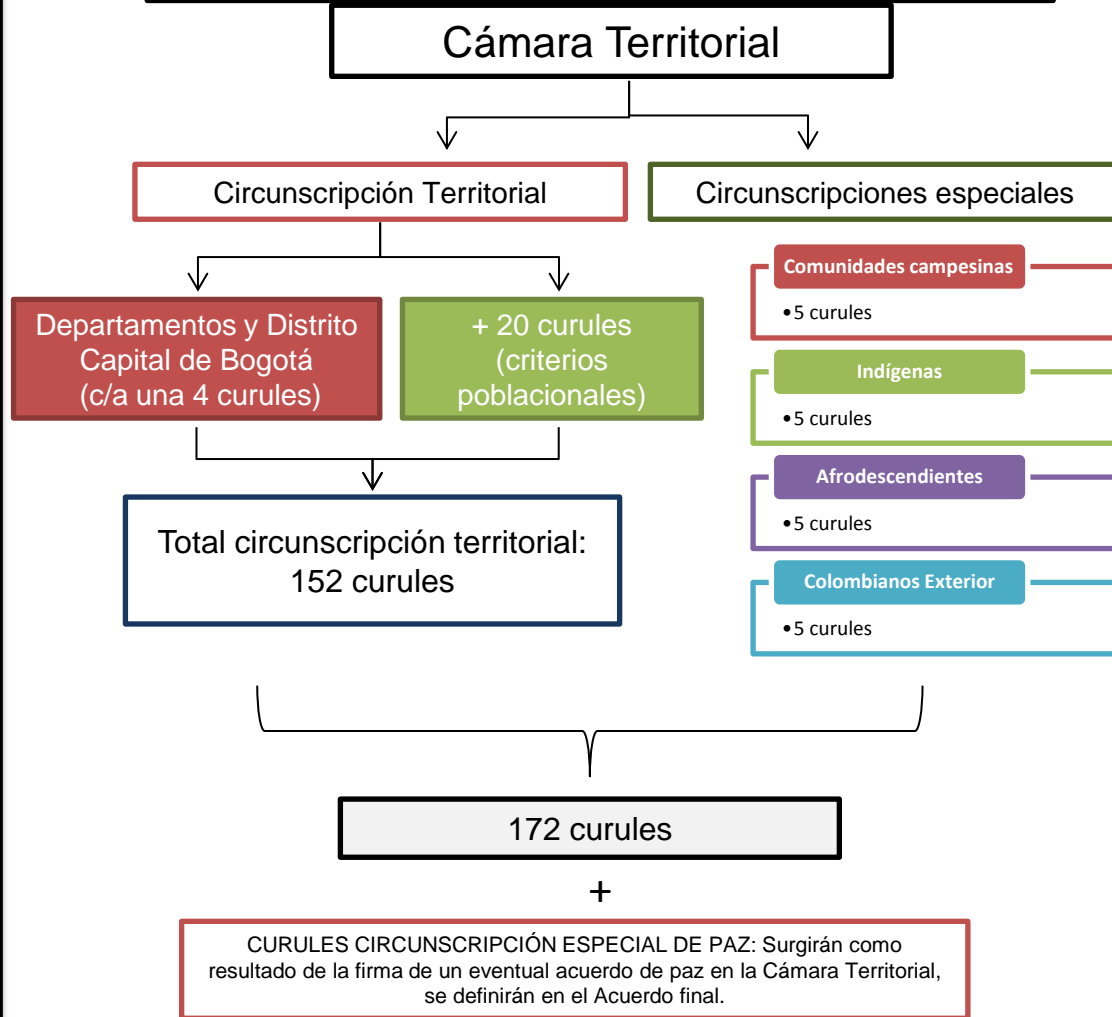 Cámara Territorial
Circunscripción Territorial
Circunscripciones especiales
Departamentos y Distrito
Capital de Bogotá
(c/a una 4 curules)
+ 20 curules
(criterios
poblacionales)
Total circunscripción territorial:
152 curules
Comunidades campesinas
•5 curules
Indígenas
•5 curules
Afrodescendientes
•5 curules
Colombianos Exterior
•5 curules
172 curules
+
CURULES CIRCUNSCRIPCIÓN ESPECIAL DE PAZ: Surgirán como
resultado de la firma de un eventual acuerdo de paz en la Cámara Territorial,
se definirán en el Acuerdo final.